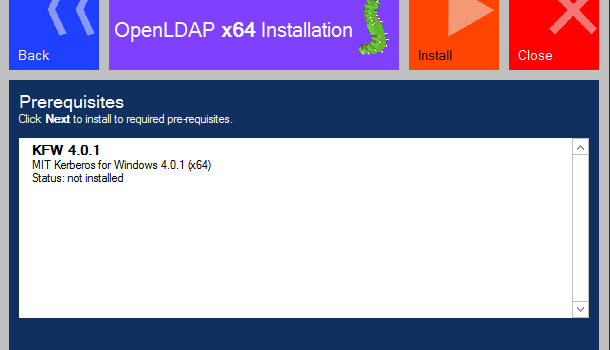 Back
OpenLDAP x64 Installation
Install
Close
Prerequisites
Click Next to install to required pre-requisites.
KFW 4.0.1
MIT Kerberos for Windows 4.0.1 (x64)
Status: not installed